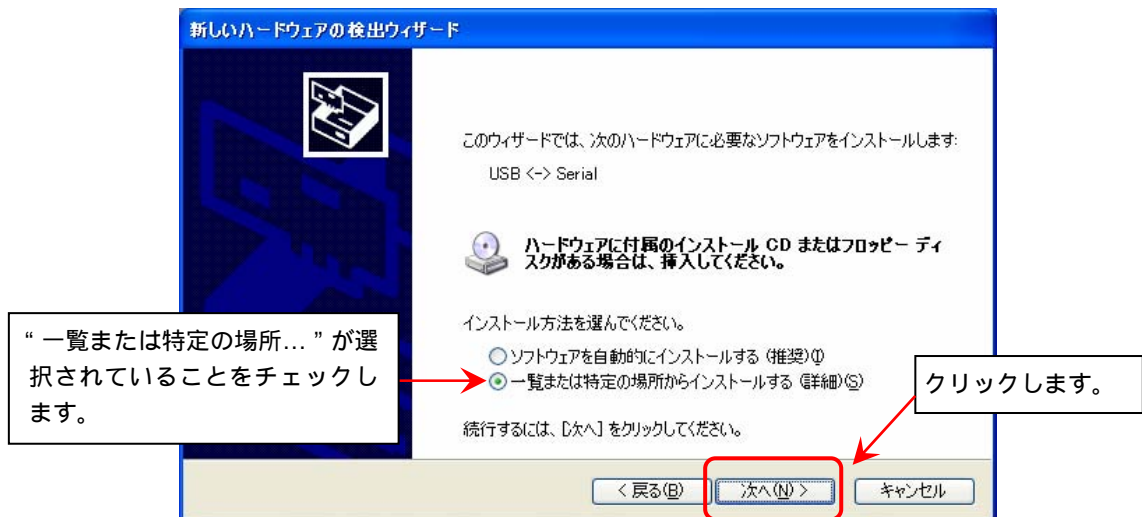 新しいハードウェアの検出ウィザード
このウィザードでは、次のハードウェアに必要なソフトウェアをインストールします:
USB <-> Serial
ハードウェアに付属のインストール CD またはフロッピー ディ
スクがある場合は、挿入してください。
インストール方法を選んでください。
ソフトウェアを自動的にインストールする (推奨)(I)
一覧または特定の場所からインストールする (詳細)(S)
続行するには、[次へ] をクリックしてください。
< 戻る(B)
次へ(N) >
キャンセル
“ 一覧または特定の場所... ” が選
択されていることをチェックし
ます。
クリックします。